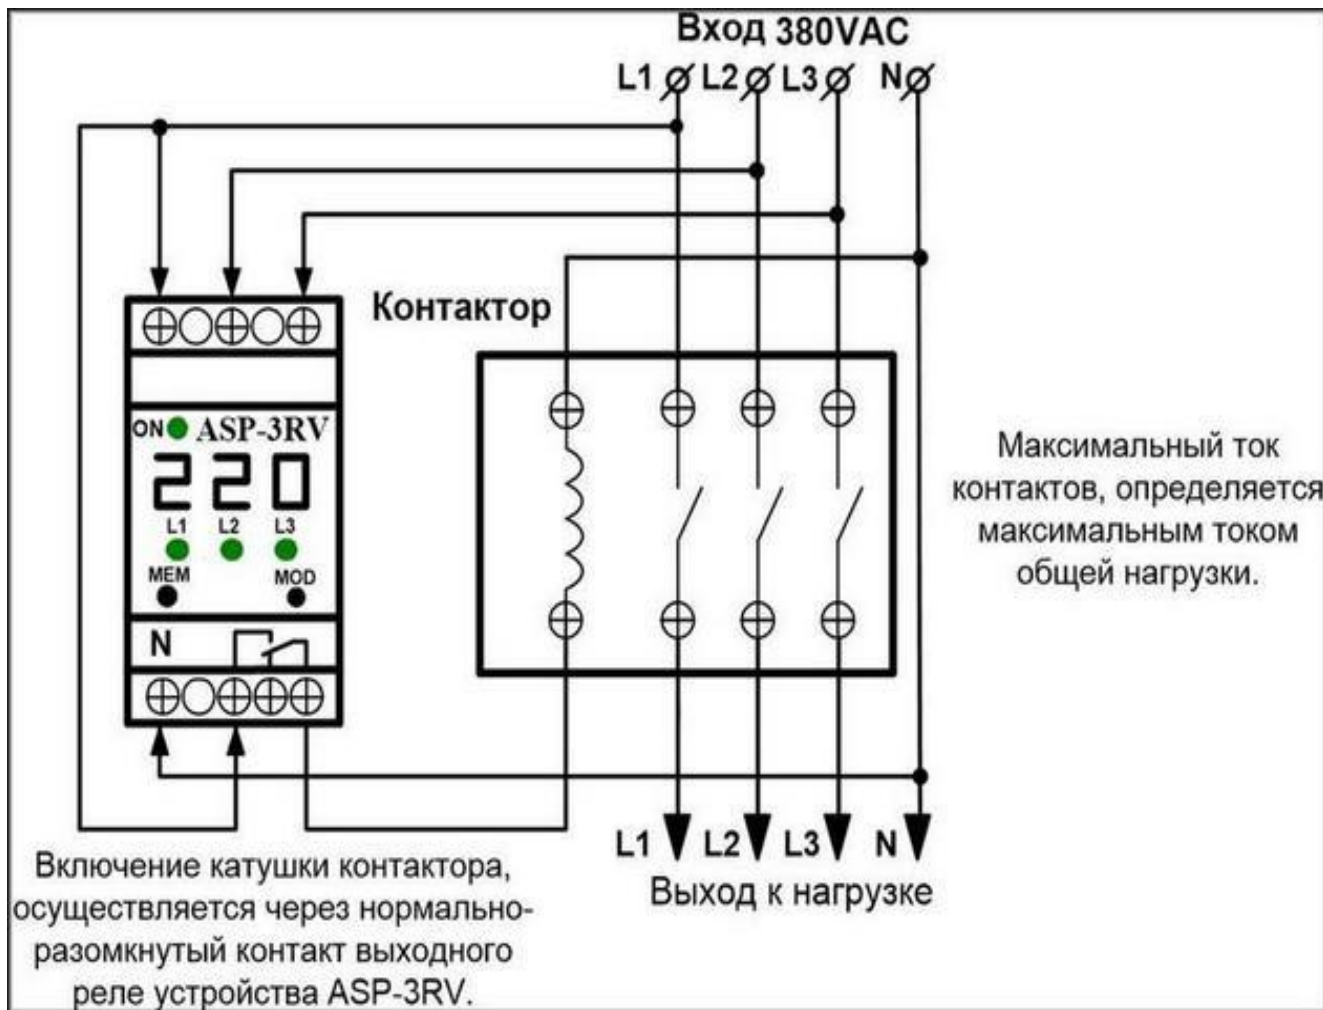 Вход 380VAC
L1 L2 L3 N
Контактор
ON ASP-3RV
220
L1 L2 L3
MEM MOD
N
Максимальный ток
контактов, определяется
максимальным током
общей нагрузки.
L1 L2 L3 N
Выход к нагрузке
Включение катушки контактора,
осуществляется через нормально-
разомкнутый контакт выходного
реле устройства ASP-3RV.